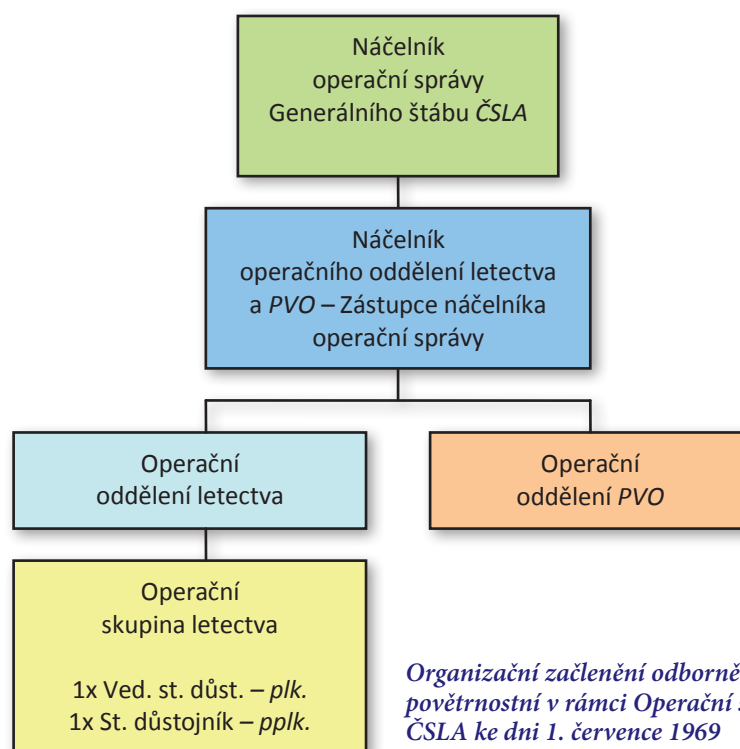 Náčelník
operační správy
Generálního štábu ČSLA
Náčelník
operačního oddělení letectva
a PVO – Zástupce náčelníka
operační správy
Operační
oddělení letectva
Operační
oddělení PVO
Operační
skupina letectva
1x Ved. st. důst. – plk.
1x St. důstojník – pplk.
Organizační začlenění odborně
povětrnostní v rámci Operační
ČSLA ke dni 1. července 1969